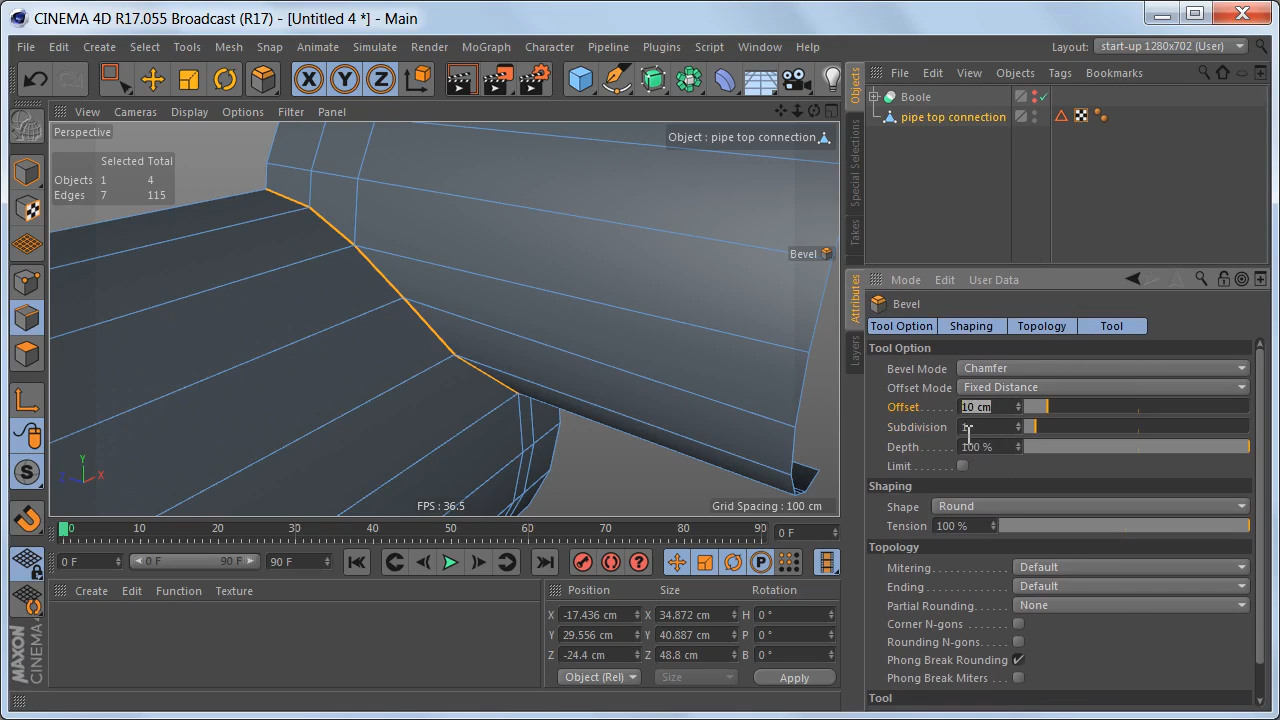 CINEMA 4D R17.055 Broadcast (R17) - [Untitled 4 *] - Main
File Edit Create Select Tools Mesh Snap Animate Simulate Render MoGraph Character Pipeline Plugins Script Window Help
Layout: start-up 1280x702 (User)
X Y Z
View Cameras Display Options Filter Panel
Perspective
Object : pipe top connection
Selected Total
Objects 1 4
Edges 7 115
Bevel
Y
Z X
FPS : 36.5
Grid Spacing : 100 cm
0 10 20 30 40 50 60 70 80 90
0 F
0 F
0 F 90 F
90 F
P
Create Edit Function Texture
MAXON
CINEMA 4D
Position Size Rotation
X -17.436 cm X 34.872 cm H 0 °
Y 29.556 cm Y 40.887 cm P 0 °
Z -24.4 cm Z 48.8 cm B 0 °
Object (Rel) Size Apply
File Edit View Objects Tags Bookmarks
Objects
Special Selections
Takes
Boole
pipe top connection
Attributes
Layers
Mode Edit User Data
Bevel
Tool Option Shaping Topology Tool
Tool Option
Bevel Mode Chamfer
Offset Mode Fixed Distance
Offset . . . . . . 10 cm
Subdivision 1
Depth. . . . . . 100 %
Limit . . . . . . .
Shaping
Shape Round
Tension 100 %
Topology
Mitering. . . . . . . . . . . Default
Ending. . . . . . . . . . . . Default
Partial Rounding. . . . . None
Corner N-gons . . . . .
Rounding N-gons. . . .
Phong Break Rounding
Phong Break Miters . .
Tool